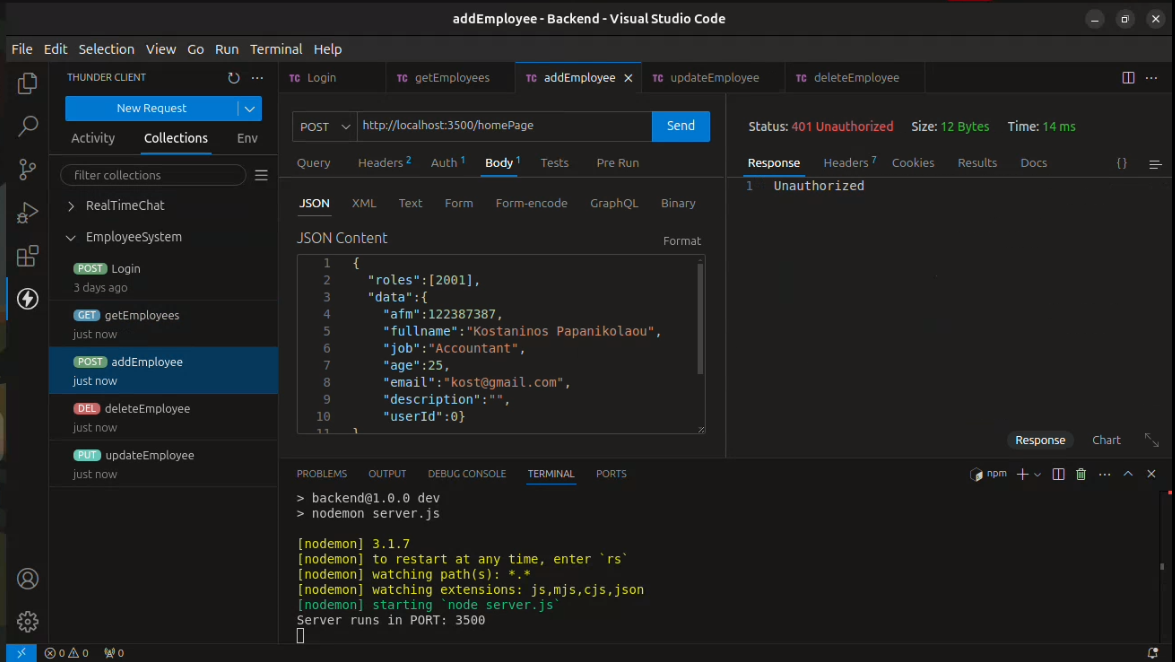 addEmployee - Backend - Visual Studio Code
File Edit Selection View Go Run Terminal Help
THUNDER CLIENT
New Request
Activity Collections Env
filter collections
RealTimeChat
EmployeeSystem
POST Login
3 days ago
GET getEmployees
just now
POST addEmployee
just now
DEL deleteEmployee
just now
PUT updateEmployee
just now
TC Login TC getEmployees TC addEmployee TC updateEmployee TC deleteEmployee
POST http://localhost:3500/homePage Send
Query Headers 2 Auth 1 Body 1 Tests Pre Run
JSON XML Text Form Form-encode GraphQL Binary
JSON Content Format
1 {
2 "roles":[2001],
3 "data":{
4 "afm":122387387,
5 "fullname":"Kostaninos Papanikolaou",
6 "job":"Accountant",
7 "age":25,
8 "email":"kost@gmail.com",
9 "description":"",
10 "userId":0}
11 }
Status: 401 Unauthorized Size: 12 Bytes Time: 14 ms
Response Headers 7 Cookies Results Docs { }
1 Unauthorized
Response Chart
PROBLEMS OUTPUT DEBUG CONSOLE TERMINAL PORTS npm
> backend@1.0.0 dev
> nodemon server.js
[nodemon] 3.1.7
[nodemon] to restart at any time, enter `rs`
[nodemon] watching path(s): *.*
[nodemon] watching extensions: js,mjs,cjs,json
[nodemon] starting `node server.js`
Server runs in PORT: 3500
0 0 0